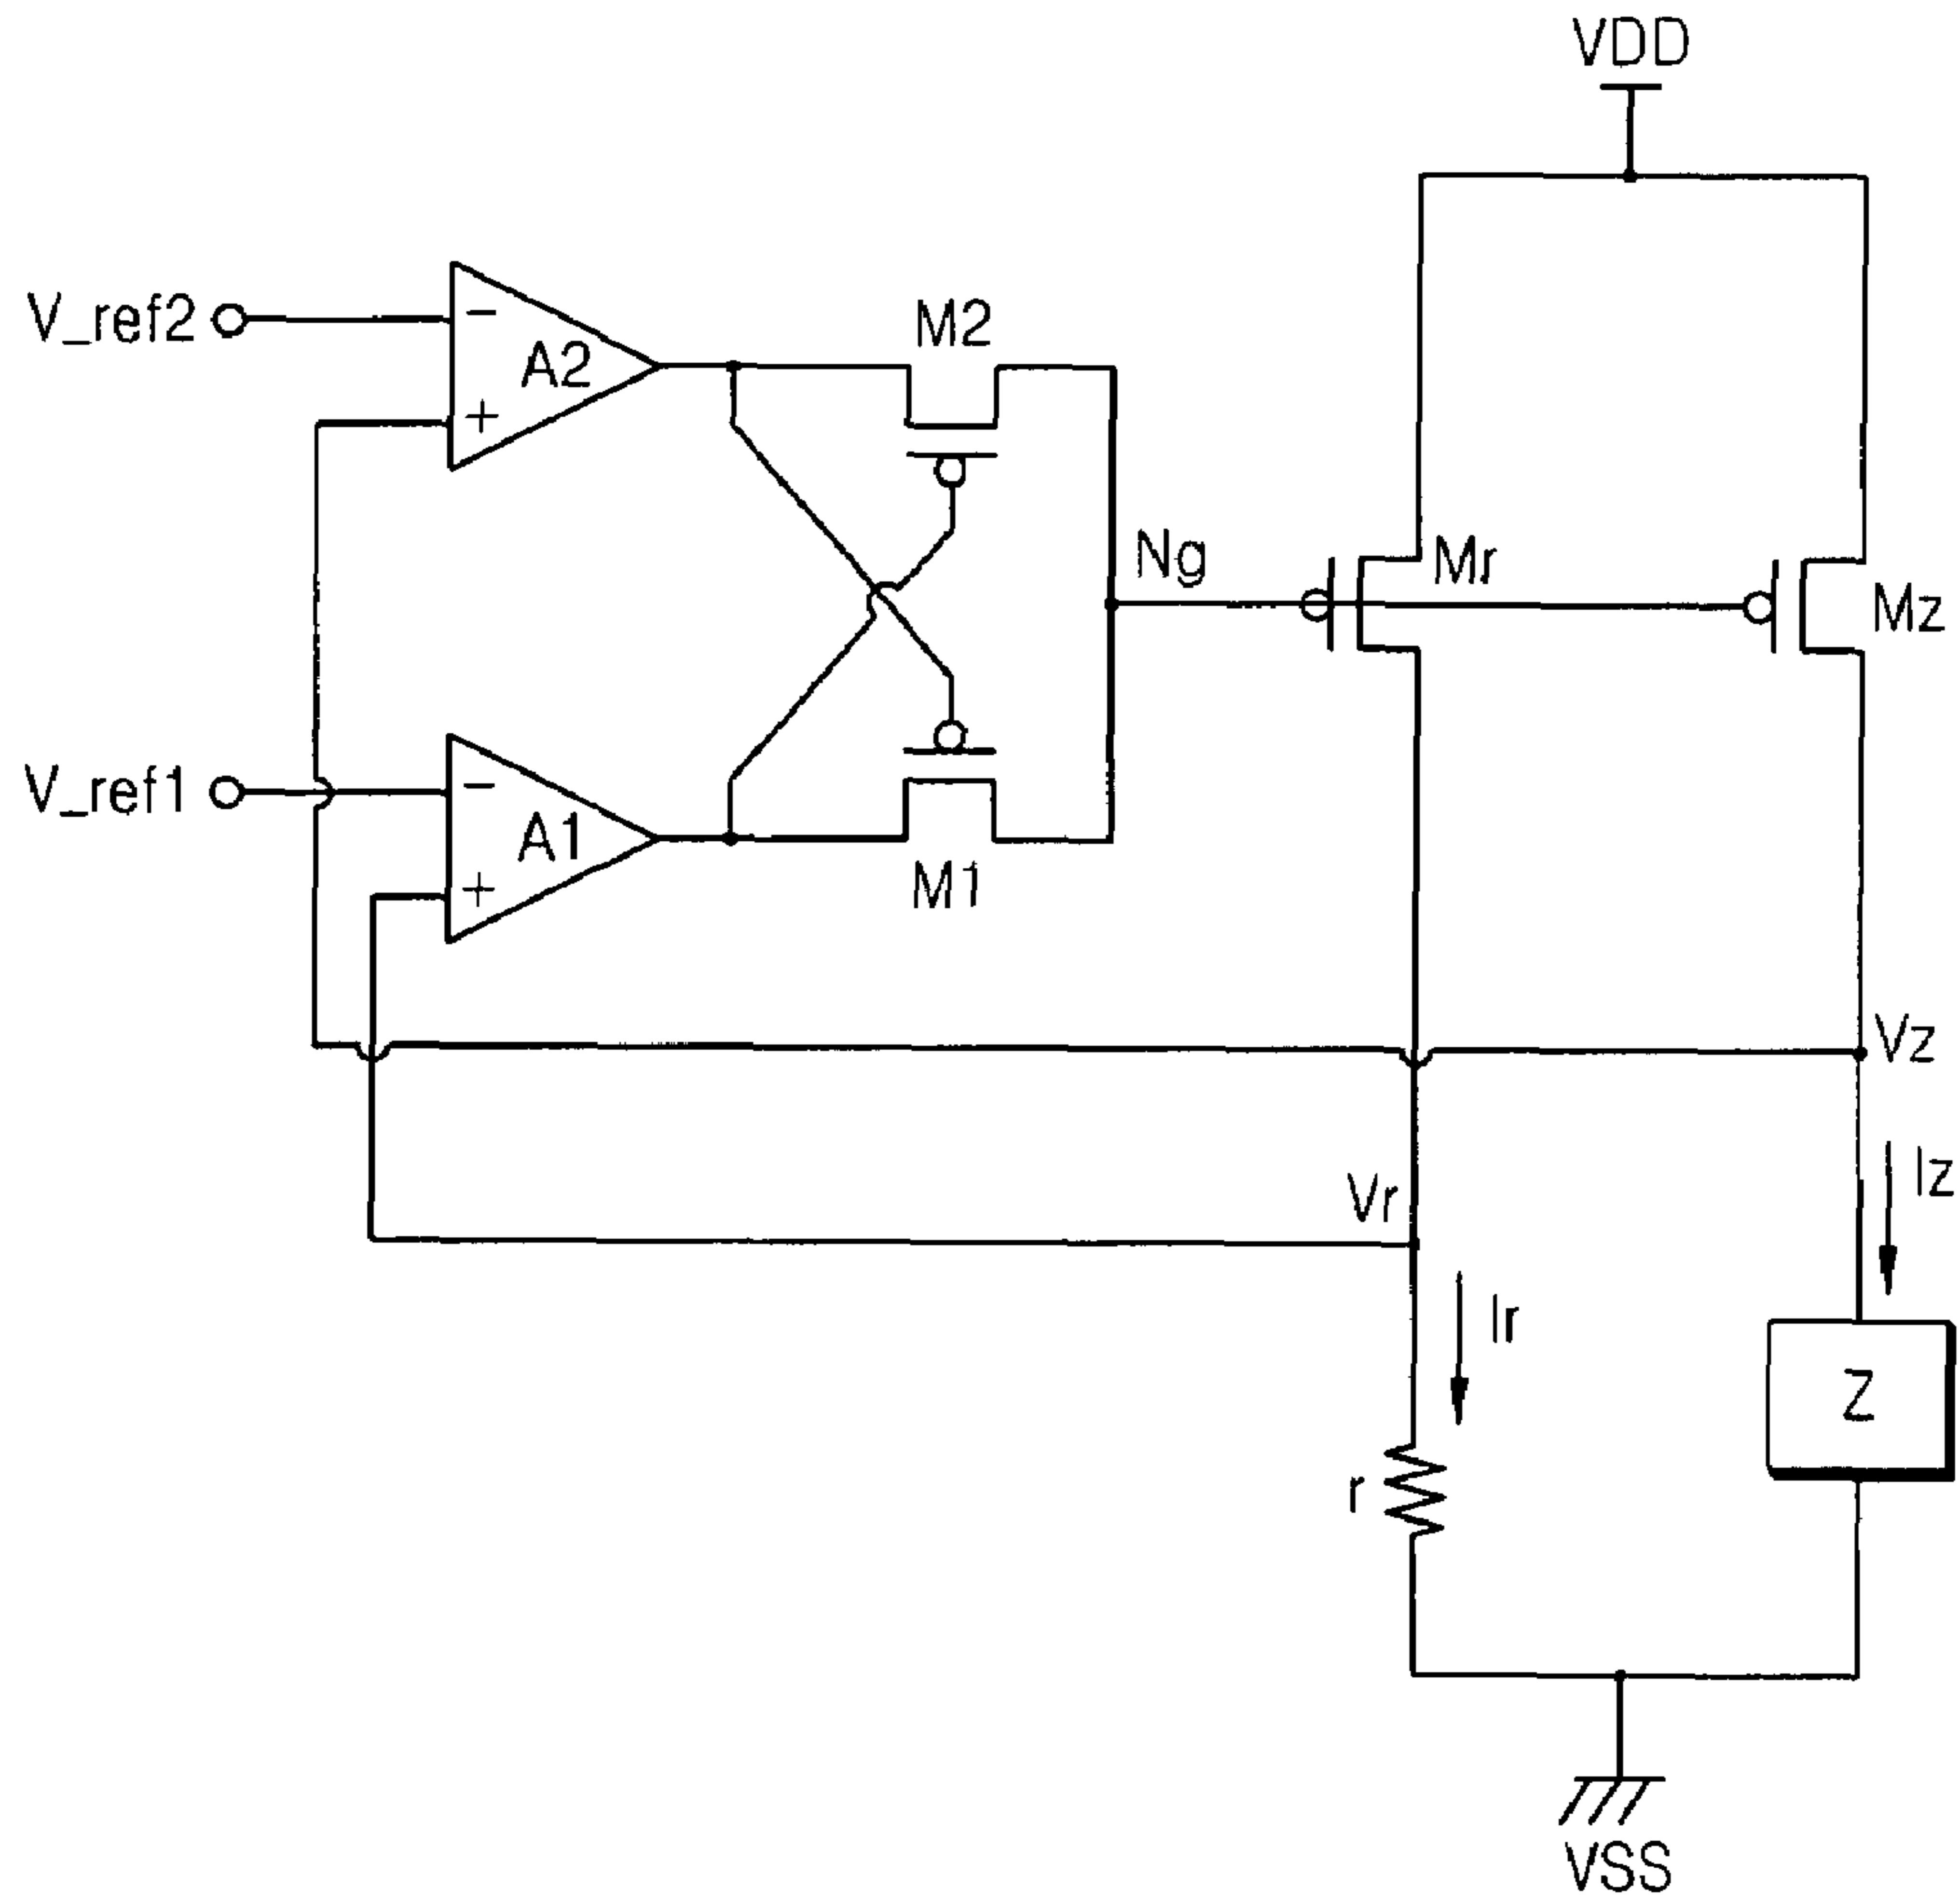 VDD
V_ref2
−
A2
+
M2
Ng
Mr
Mz
V_ref1
−
A1
+
M1
Vz
Vr
Iz
Ir
Z
r
VSS